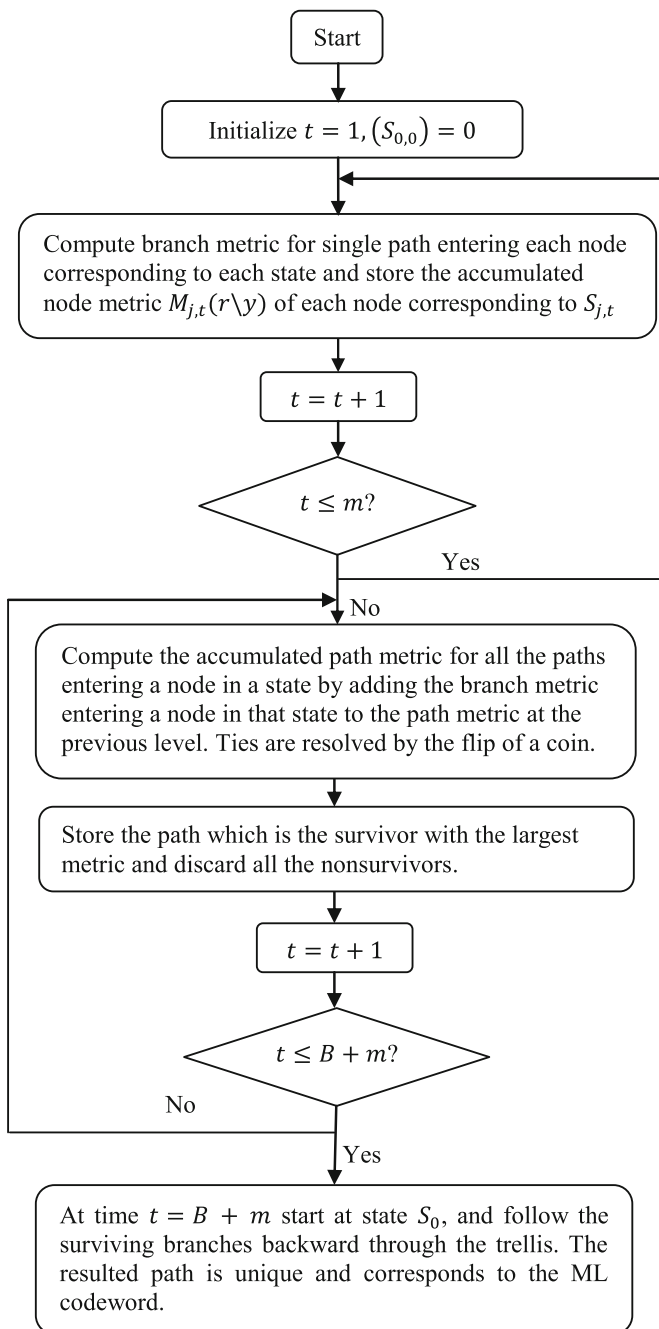 Start
Initialize t = 1, (S_{0,0}) = 0
Compute branch metric for single path entering each node
corresponding to each state and store the accumulated
node metric M_{j,t}(r\y) of each node corresponding to S_{j,t}
t = t + 1
t ≤ m?
Yes
No
Compute the accumulated path metric for all the paths
entering a node in a state by adding the branch metric
entering a node in that state to the path metric at the
previous level. Ties are resolved by the flip of a coin.
Store the path which is the survivor with the largest
metric and discard all the nonsurvivors.
t = t + 1
t ≤ B + m?
No
Yes
At time t = B + m start at state S_0, and follow the
surviving branches backward through the trellis. The
resulted path is unique and corresponds to the ML
codeword.